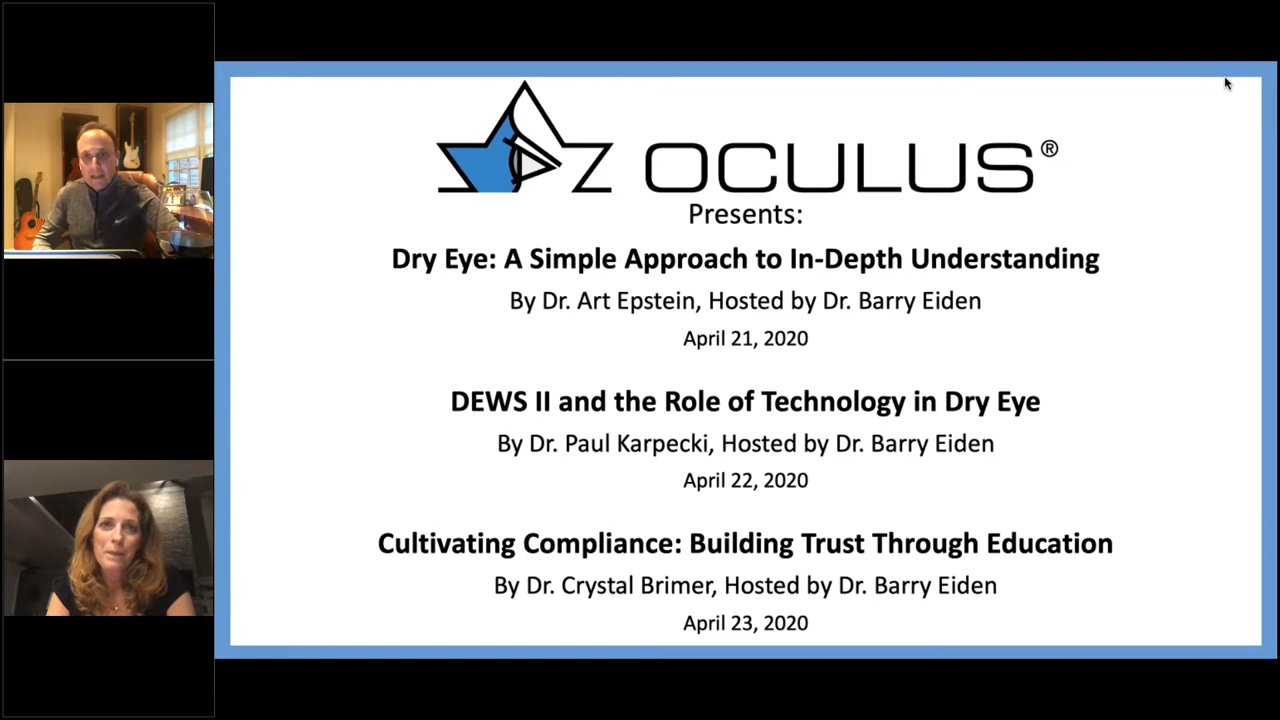 OCULUS®
Presents:
Dry Eye: A Simple Approach to In-Depth Understanding
By Dr. Art Epstein, Hosted by Dr. Barry Eiden
April 21, 2020
DEWS II and the Role of Technology in Dry Eye
By Dr. Paul Karpecki, Hosted by Dr. Barry Eiden
April 22, 2020
Cultivating Compliance: Building Trust Through Education
By Dr. Crystal Brimer, Hosted by Dr. Barry Eiden
April 23, 2020